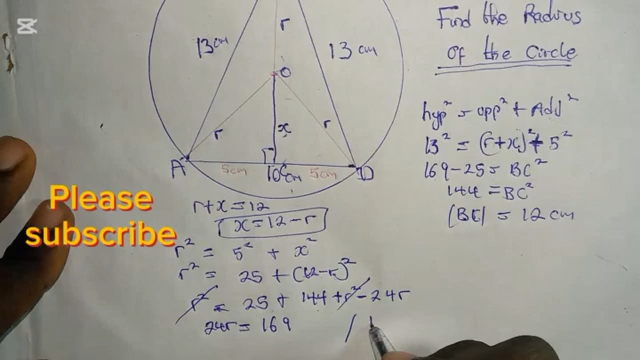 Find the Radius
of the Circle
13cm
r
13cm
O
r
x
r
A
5cm
10cm
5cm
D
hyp² = opp² + Adj²
13² = (r+x)² + 5²
169-25 = BC²
144 = BC²
|BC| = 12 cm
r+x = 12
x = 12-r
r² = 5² + x²
r² = 25 + (12-r)²
r² = 25 + 144 + r² - 24r
24r = 169
Please
subscribe